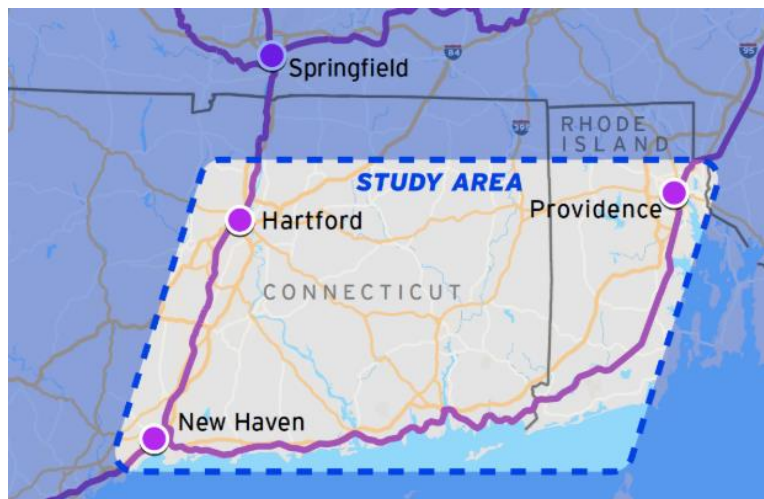 84
95
Springfield
395
RHODE
ISLAND
STUDY AREA
Providence
Hartford
CONNECTICUT
New Haven